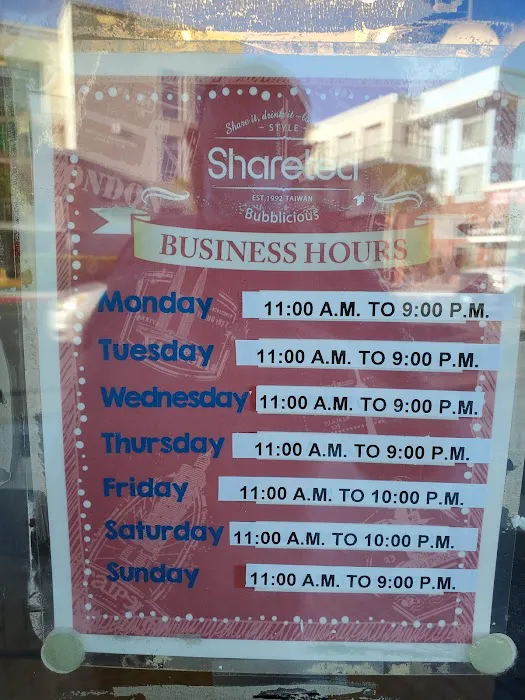 Share it, drink it
STYLE
Sharetea
EST.1992 TAIWAN
Bubblicious
BUSINESS HOURS
Monday 11:00 A.M. TO 9:00 P.M.
Tuesday 11:00 A.M. TO 9:00 P.M.
Wednesday 11:00 A.M. TO 9:00 P.M.
Thursday 11:00 A.M. TO 9:00 P.M.
Friday 11:00 A.M. TO 10:00 P.M.
Saturday 11:00 A.M. TO 10:00 P.M.
Sunday 11:00 A.M. TO 9:00 P.M.